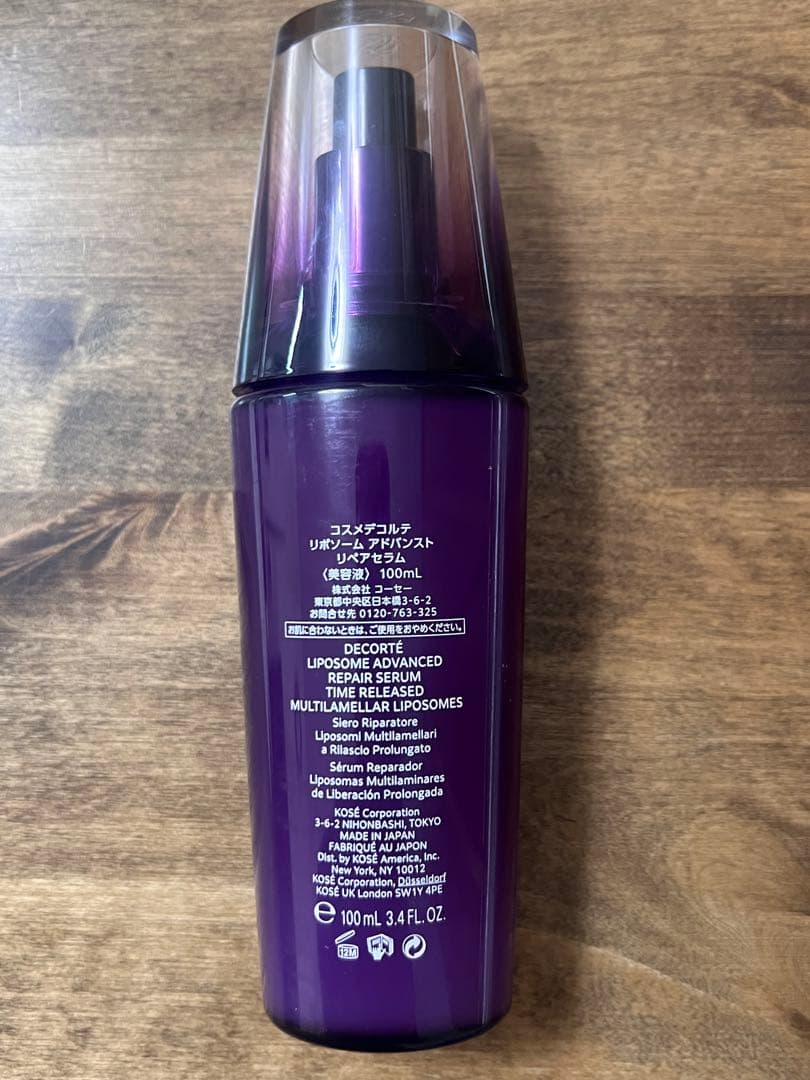 コスメデコルテ
リポソーム アドバンスト
リペアセラム
〈美容液〉 100mL
株式会社 コーセー
東京都中央区日本橋3-6-2
お問合せ先 0120-763-325
お肌に合わないときは、ご使用をおやめください。
DECORTÉ
LIPOSOME ADVANCED
REPAIR SERUM
TIME RELEASED
MULTILAMELLAR LIPOSOMES
Siero Riparatore
Liposomi Multilamellari
a Rilascio Prolungato
Sérum Reparador
Liposomas Multilaminares
de Liberación Prolongada
KOSÉ Corporation
3-6-2 NIHONBASHI, TOKYO
MADE IN JAPAN
FABRIQUÉ AU JAPON
Dist. by KOSÉ America, Inc.
New York, NY 10012
KOSÉ Corporation, Düsseldorf
KOSÉ UK London SW1Y 4PE
℮ 100 mL 3.4 FL. OZ.
12M